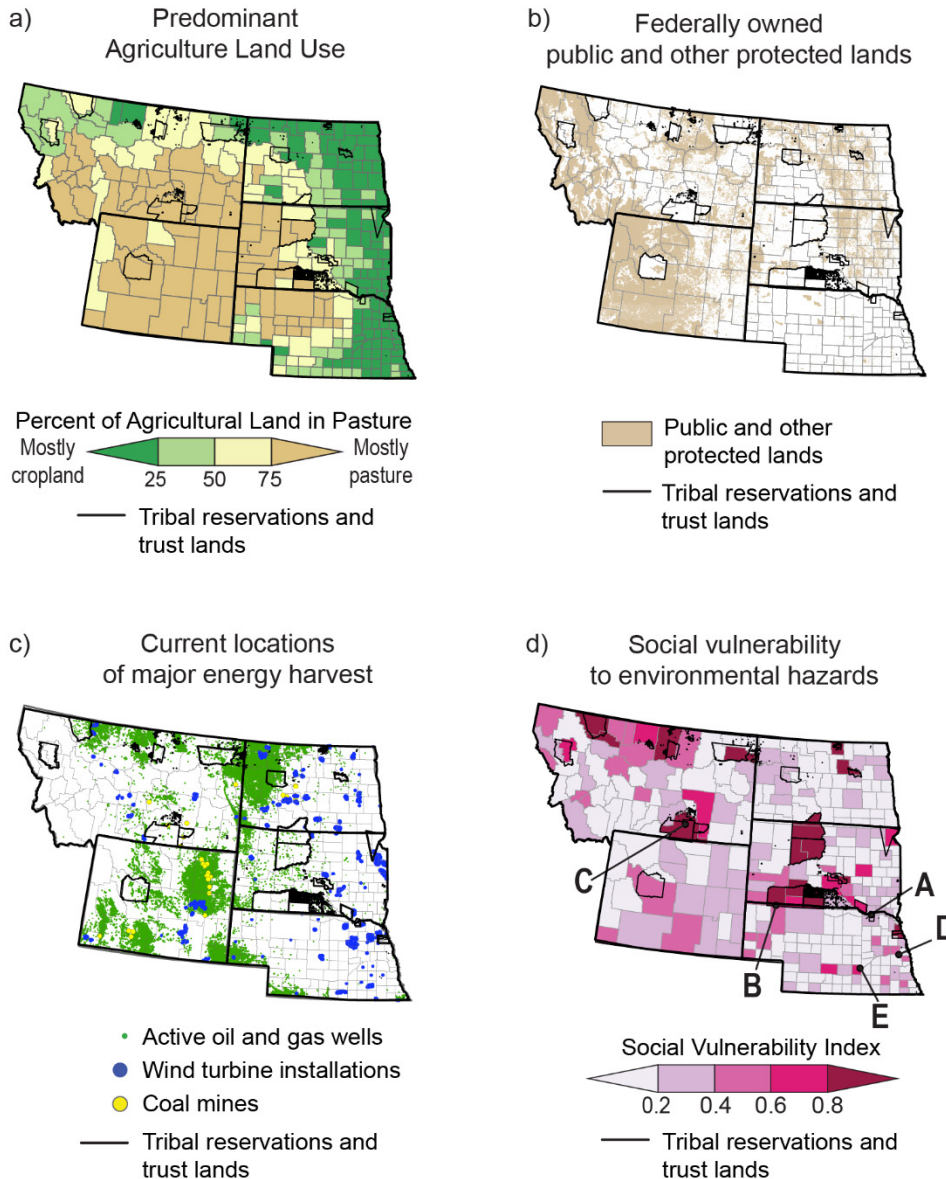 a) Predominant
Agriculture Land Use
b) Federally owned
public and other protected lands
Percent of Agricultural Land in Pasture
Mostly
cropland
25 50 75
Mostly
pasture
Tribal reservations and
trust lands
Public and other
protected lands
Tribal reservations and
trust lands
c) Current locations
of major energy harvest
d) Social vulnerability
to environmental hazards
C
A
D
B
E
Active oil and gas wells
Wind turbine installations
Coal mines
Tribal reservations and
trust lands
Social Vulnerability Index
0.2 0.4 0.6 0.8
Tribal reservations and
trust lands